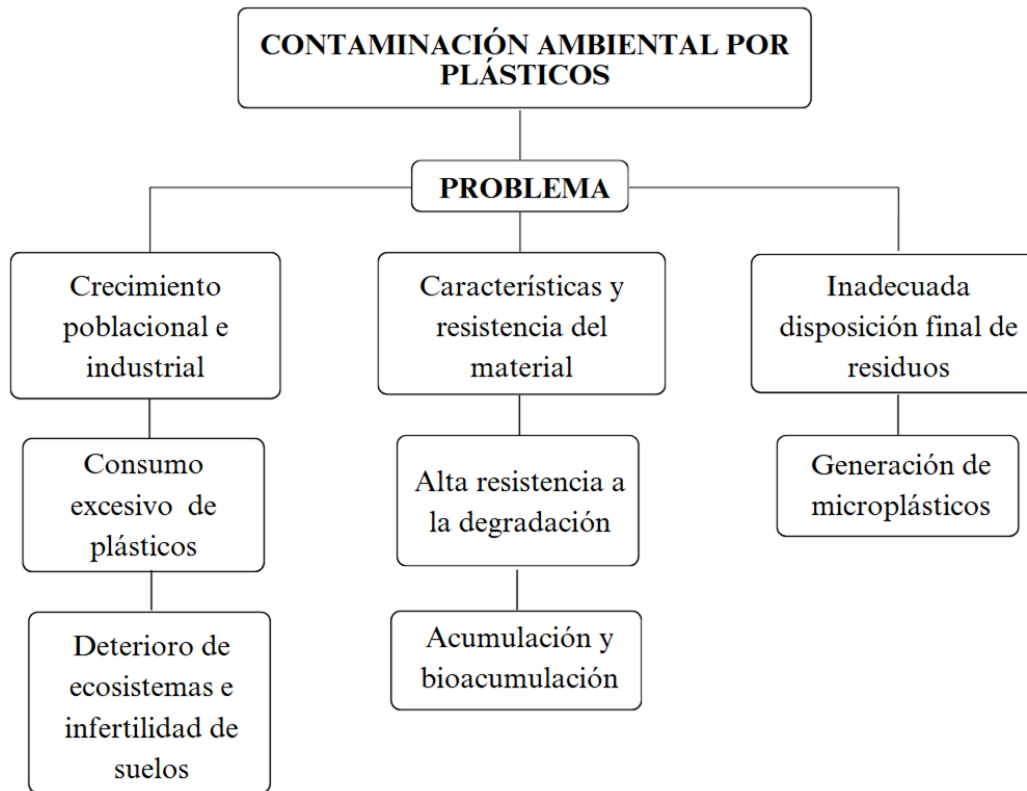 CONTAMINACIÓN AMBIENTAL POR
PLÁSTICOS
PROBLEMA
Crecimiento
poblacional e
industrial
Consumo
excesivo de
plásticos
Deterioro de
ecosistemas e
infertilidad de
suelos
Características y
resistencia del
material
Alta resistencia a
la degradación
Acumulación y
bioacumulación
Inadecuada
disposición final de
residuos
Generación de
microplásticos